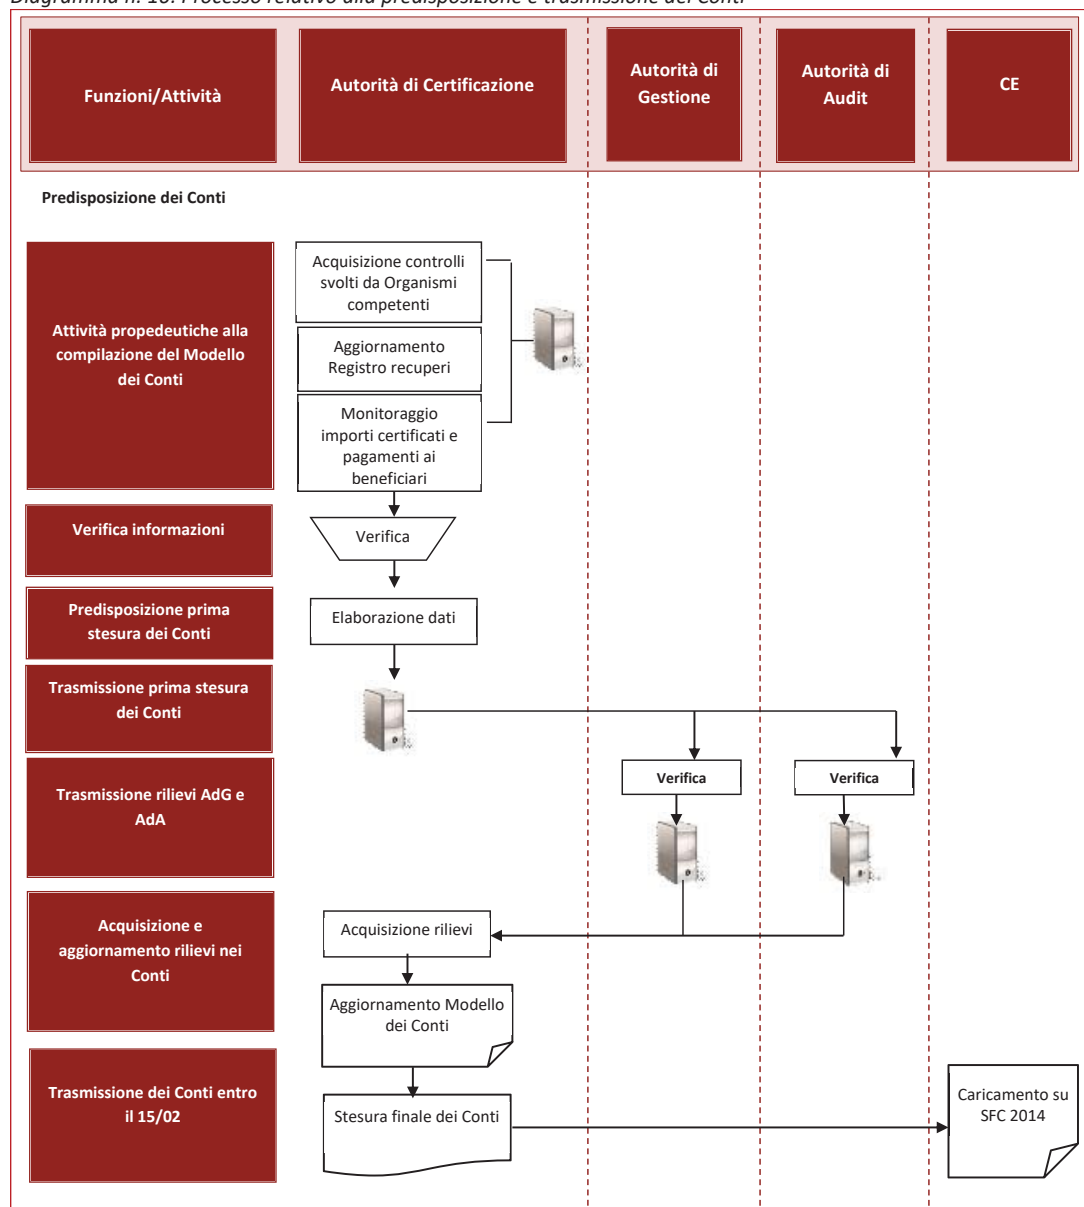 Diagramma n. 10: Processo relativo alla predisposizione e trasmissione dei Conti
Funzioni/Attività
Autorità di Certificazione
Autorità di
Gestione
Autorità di
Audit
CE
Predisposizione dei Conti
Attività propedeutiche alla
compilazione del Modello
dei Conti
Acquisizione controlli
svolti da Organismi
competenti
Aggiornamento
Registro recuperi
Monitoraggio
importi certificati e
pagamenti ai
beneficiari
Verifica informazioni
Verifica
Predisposizione prima
stesura dei Conti
Elaborazione dati
Trasmissione prima stesura
dei Conti
Trasmissione rilievi AdG e
AdA
Verifica
Verifica
Acquisizione e
aggiornamento rilievi nei
Conti
Acquisizione rilievi
Aggiornamento Modello
dei Conti
Trasmissione dei Conti entro
il 15/02
Stesura finale dei Conti
Caricamento su
SFC 2014